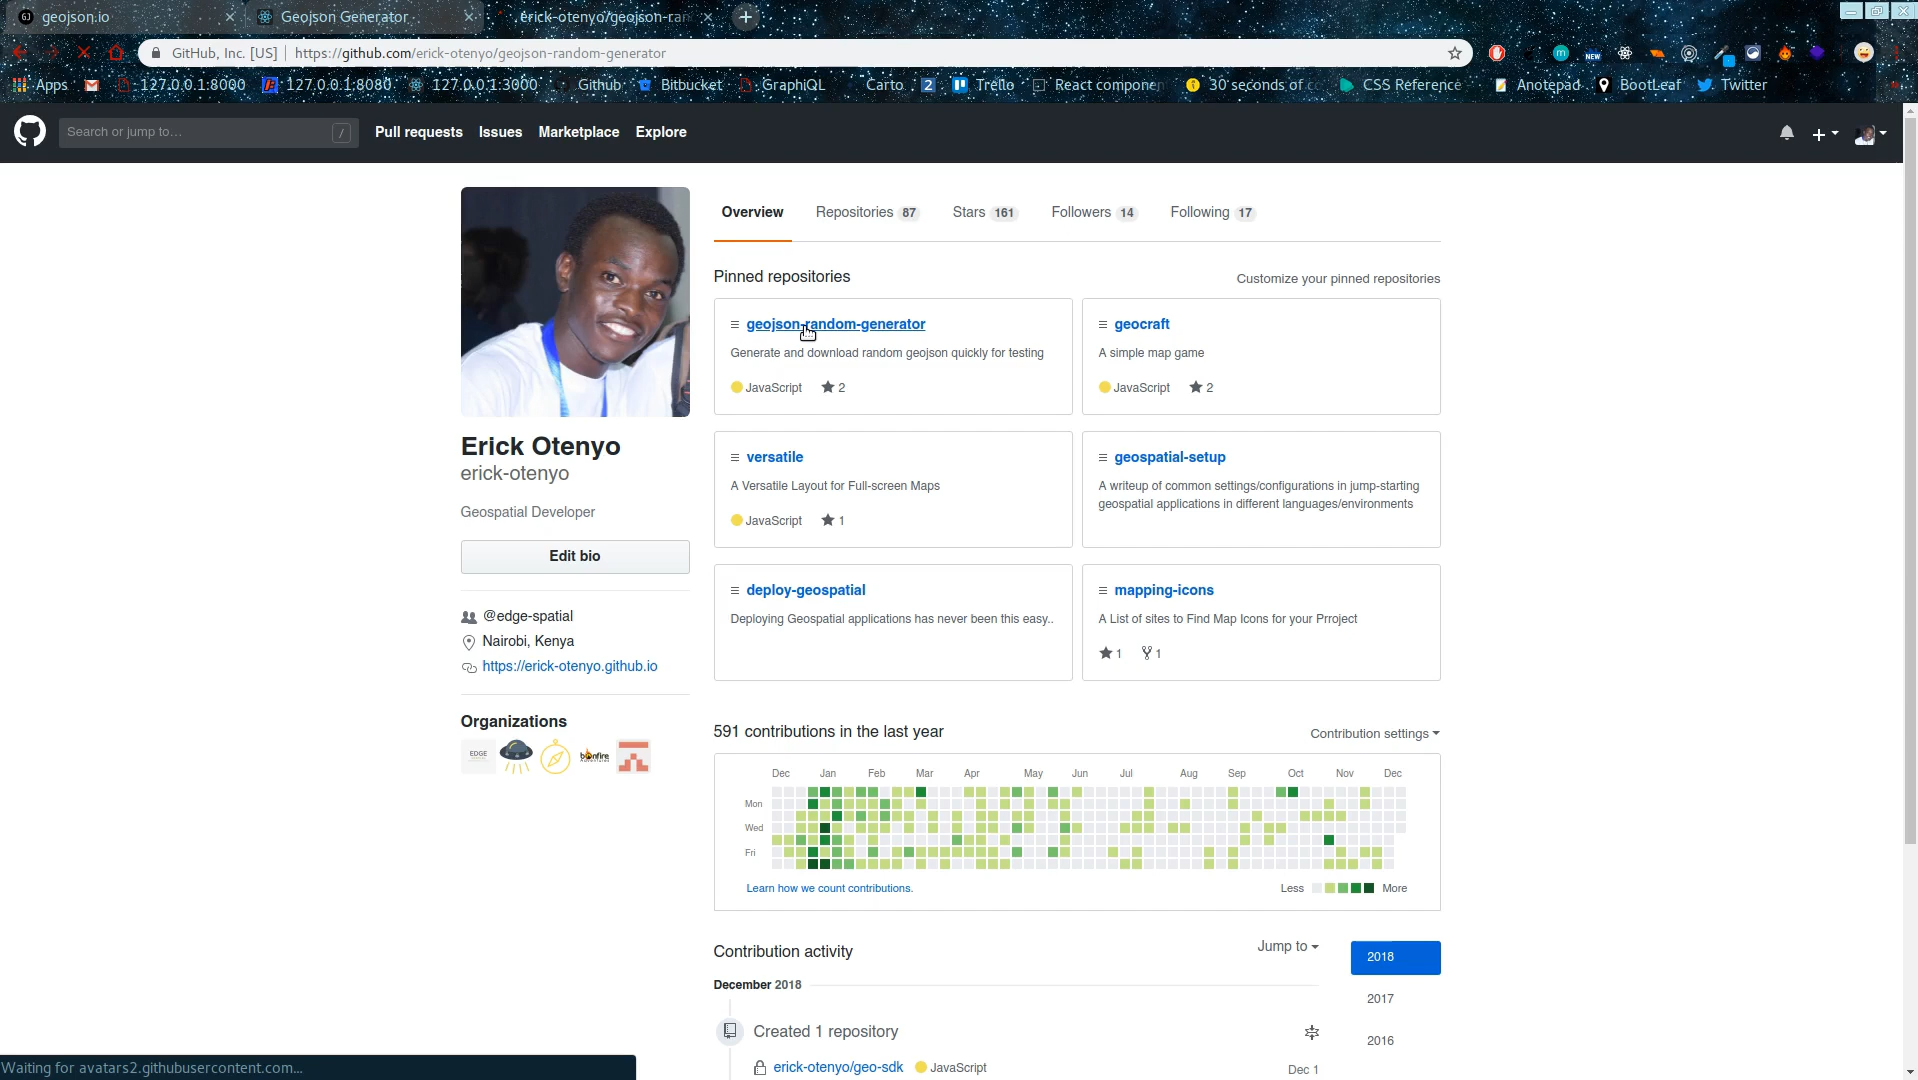 geojson.io
Geojson Generator
erick-otenyo/geojson-ran
GitHub, Inc. [US] | https://github.com/erick-otenyo/geojson-random-generator
Apps 127.0.0.1:8000 127.0.0.1:8080 127.0.0.1:3000 Github Bitbucket GraphiQL Carto 2 Trello React componen 30 seconds of co CSS Reference Anotepad BootLeaf Twitter
Search or jump to… / Pull requests Issues Marketplace Explore
Overview Repositories 87 Stars 161 Followers 14 Following 17
Pinned repositories Customize your pinned repositories
geojson-random-generator
Generate and download random geojson quickly for testing
JavaScript 2
geocraft
A simple map game
JavaScript 2
versatile
A Versatile Layout for Full-screen Maps
JavaScript 1
geospatial-setup
A writeup of common settings/configurations in jump-starting
geospatial applications in different languages/environments
deploy-geospatial
Deploying Geospatial applications has never been this easy..
mapping-icons
A List of sites to Find Map Icons for your Prroject
1 1
Erick Otenyo
erick-otenyo
Geospatial Developer
Edit bio
@edge-spatial
Nairobi, Kenya
https://erick-otenyo.github.io
Organizations
EDGE
bonfire
591 contributions in the last year Contribution settings
Dec Jan Feb Mar Apr May Jun Jul Aug Sep Oct Nov Dec
Mon
Wed
Fri
Learn how we count contributions. Less More
Contribution activity Jump to
2018
2017
2016
December 2018
Created 1 repository
erick-otenyo/geo-sdk JavaScript Dec 1
Waiting for avatars2.githubusercontent.com...